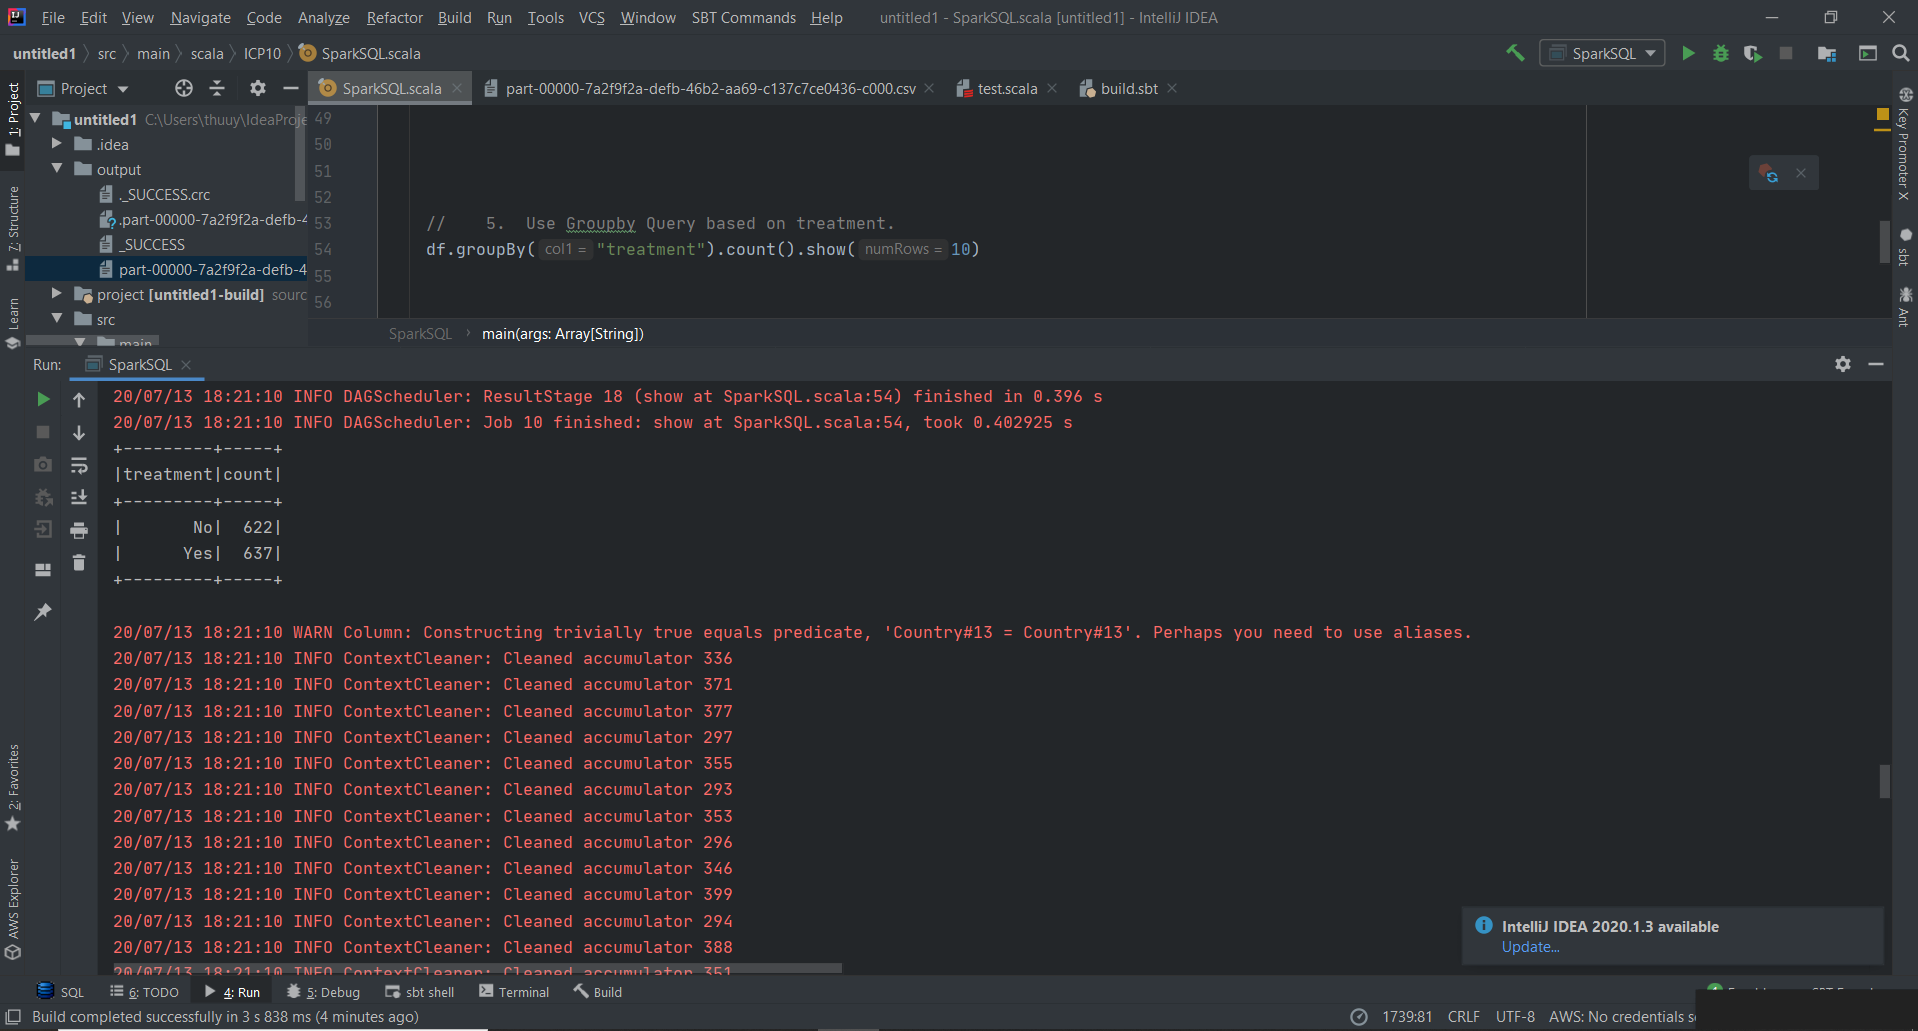 File Edit View Navigate Code Analyze Refactor Build Run Tools VCS Window SBT Commands Help untitled1 - SparkSQL.scala [untitled1] - IntelliJ IDEA
untitled1 src main scala ICP10 SparkSQL.scala SparkSQL
1: Project
7: Structure
Learn
2: Favorites
AWS Explorer
Project
untitled1 C:\Users\thuuy\IdeaProje
.idea
output
._SUCCESS.crc
.part-00000-7a2f9f2a-defb-4
_SUCCESS
part-00000-7a2f9f2a-defb-4
project [untitled1-build] sourc
src
main
SparkSQL.scala part-00000-7a2f9f2a-defb-46b2-aa69-c137c7ce0436-c000.csv test.scala build.sbt
49
50
51
52
53 // 5. Use Groupby Query based on treatment.
54 df.groupBy( col1 = "treatment").count().show( numRows = 10)
55
56
SparkSQL main(args: Array[String])
Key Promoter X
sbt
Ant
Run: SparkSQL
20/07/13 18:21:10 INFO DAGScheduler: ResultStage 18 (show at SparkSQL.scala:54) finished in 0.396 s
20/07/13 18:21:10 INFO DAGScheduler: Job 10 finished: show at SparkSQL.scala:54, took 0.402925 s
+---------+-----+
|treatment|count|
+---------+-----+
|       No|  622|
|      Yes|  637|
+---------+-----+
20/07/13 18:21:10 WARN Column: Constructing trivially true equals predicate, 'Country#13 = Country#13'. Perhaps you need to use aliases.
20/07/13 18:21:10 INFO ContextCleaner: Cleaned accumulator 336
20/07/13 18:21:10 INFO ContextCleaner: Cleaned accumulator 371
20/07/13 18:21:10 INFO ContextCleaner: Cleaned accumulator 377
20/07/13 18:21:10 INFO ContextCleaner: Cleaned accumulator 297
20/07/13 18:21:10 INFO ContextCleaner: Cleaned accumulator 355
20/07/13 18:21:10 INFO ContextCleaner: Cleaned accumulator 293
20/07/13 18:21:10 INFO ContextCleaner: Cleaned accumulator 353
20/07/13 18:21:10 INFO ContextCleaner: Cleaned accumulator 296
20/07/13 18:21:10 INFO ContextCleaner: Cleaned accumulator 346
20/07/13 18:21:10 INFO ContextCleaner: Cleaned accumulator 399
20/07/13 18:21:10 INFO ContextCleaner: Cleaned accumulator 294
20/07/13 18:21:10 INFO ContextCleaner: Cleaned accumulator 388
20/07/13 18:21:10 INFO ContextCleaner: Cleaned accumulator 351
IntelliJ IDEA 2020.1.3 available
Update...
SQL 6: TODO 4: Run 5: Debug sbt shell Terminal Build
Build completed successfully in 3 s 838 ms (4 minutes ago) 1739:81 CRLF UTF-8 AWS: No credentials se